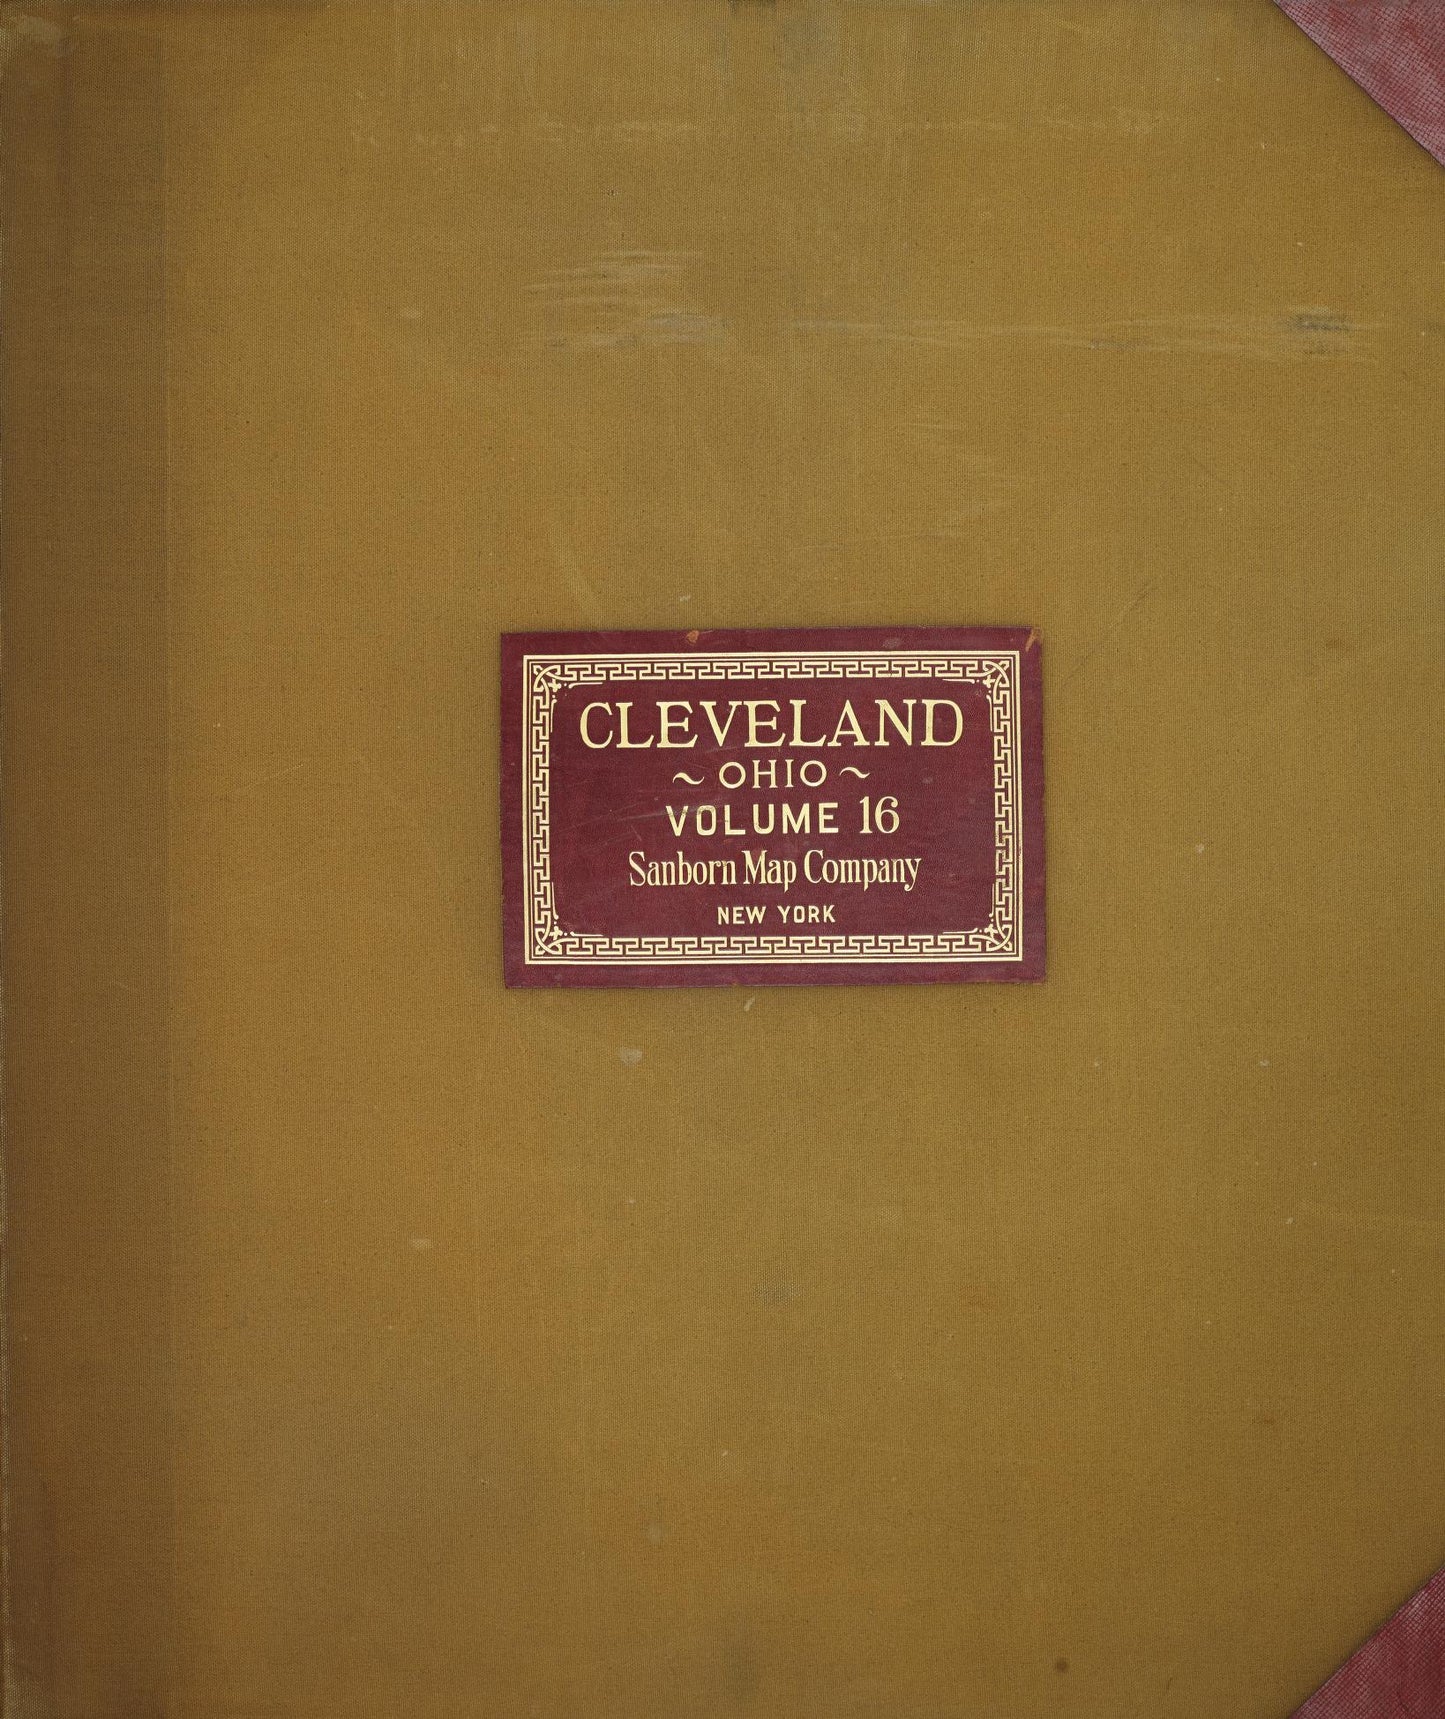 CLEVELAND
~ OHIO ~
VOLUME 16
Sanborn Map Company
NEW YORK